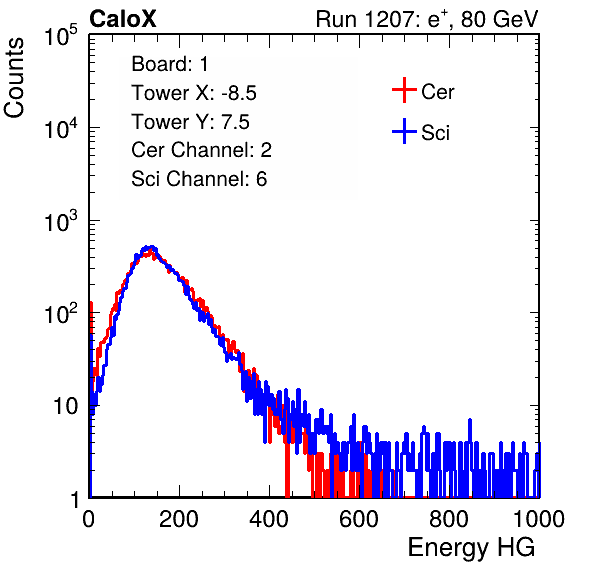 CaloX Run 1207: e⁺, 80 GeV
Counts
Board: 1
Tower X: -8.5
Tower Y: 7.5
Cer Channel: 2
Sci Channel: 6
Cer
Sci
10⁵
10⁴
10³
10²
10
1
0 200 400 600 800 1000
Energy HG